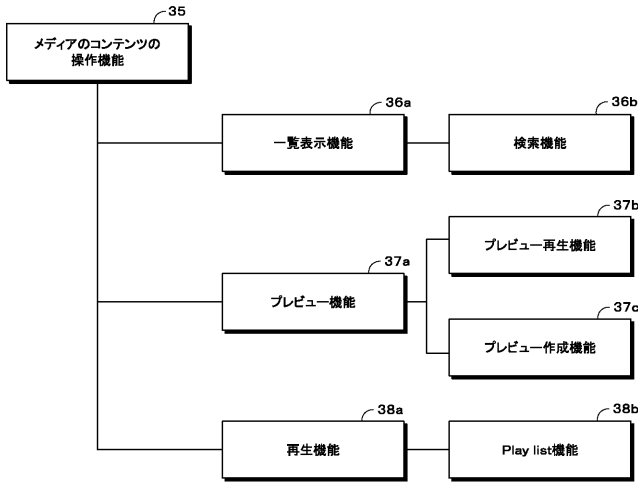 35
メディアのコンテンツの
操作機能
36a
一覧表示機能
36b
検索機能
37a
プレビュー機能
37b
プレビュー再生機能
37c
プレビュー作成機能
38a
再生機能
38b
Play list機能